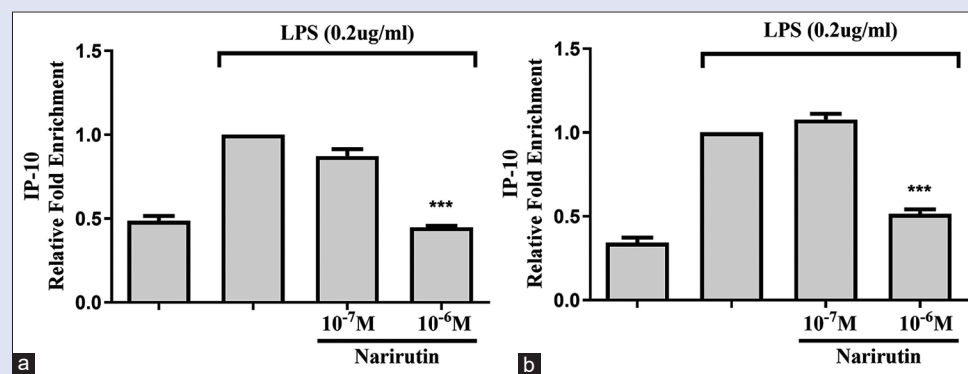 LPS (0.2ug/ml)
1.5
1.0
0.5
0.0
IP-10
Relative Fold Enrichment
***
10⁻⁷M 10⁻⁶M
Narirutin
a
LPS (0.2ug/ml)
1.5
1.0
0.5
0.0
IP-10
Relative Fold Enrichment
***
10⁻⁷M 10⁻⁶M
Narirutin
b